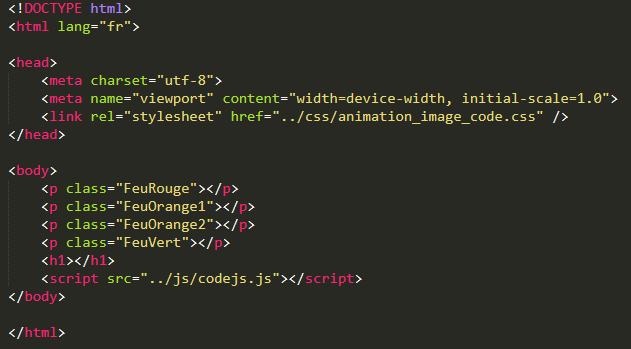 <!DOCTYPE html>
<html lang="fr">
<head>
<meta charset="utf-8">
<meta name="viewport" content="width=device-width, initial-scale=1.0">
<link rel="stylesheet" href="../css/animation_image_code.css" />
</head>
<body>
<p class="FeuRouge"></p>
<p class="FeuOrange1"></p>
<p class="FeuOrange2"></p>
<p class="FeuVert"></p>
<h1></h1>
<script src="../js/codejs.js"></script>
</body>
</html>